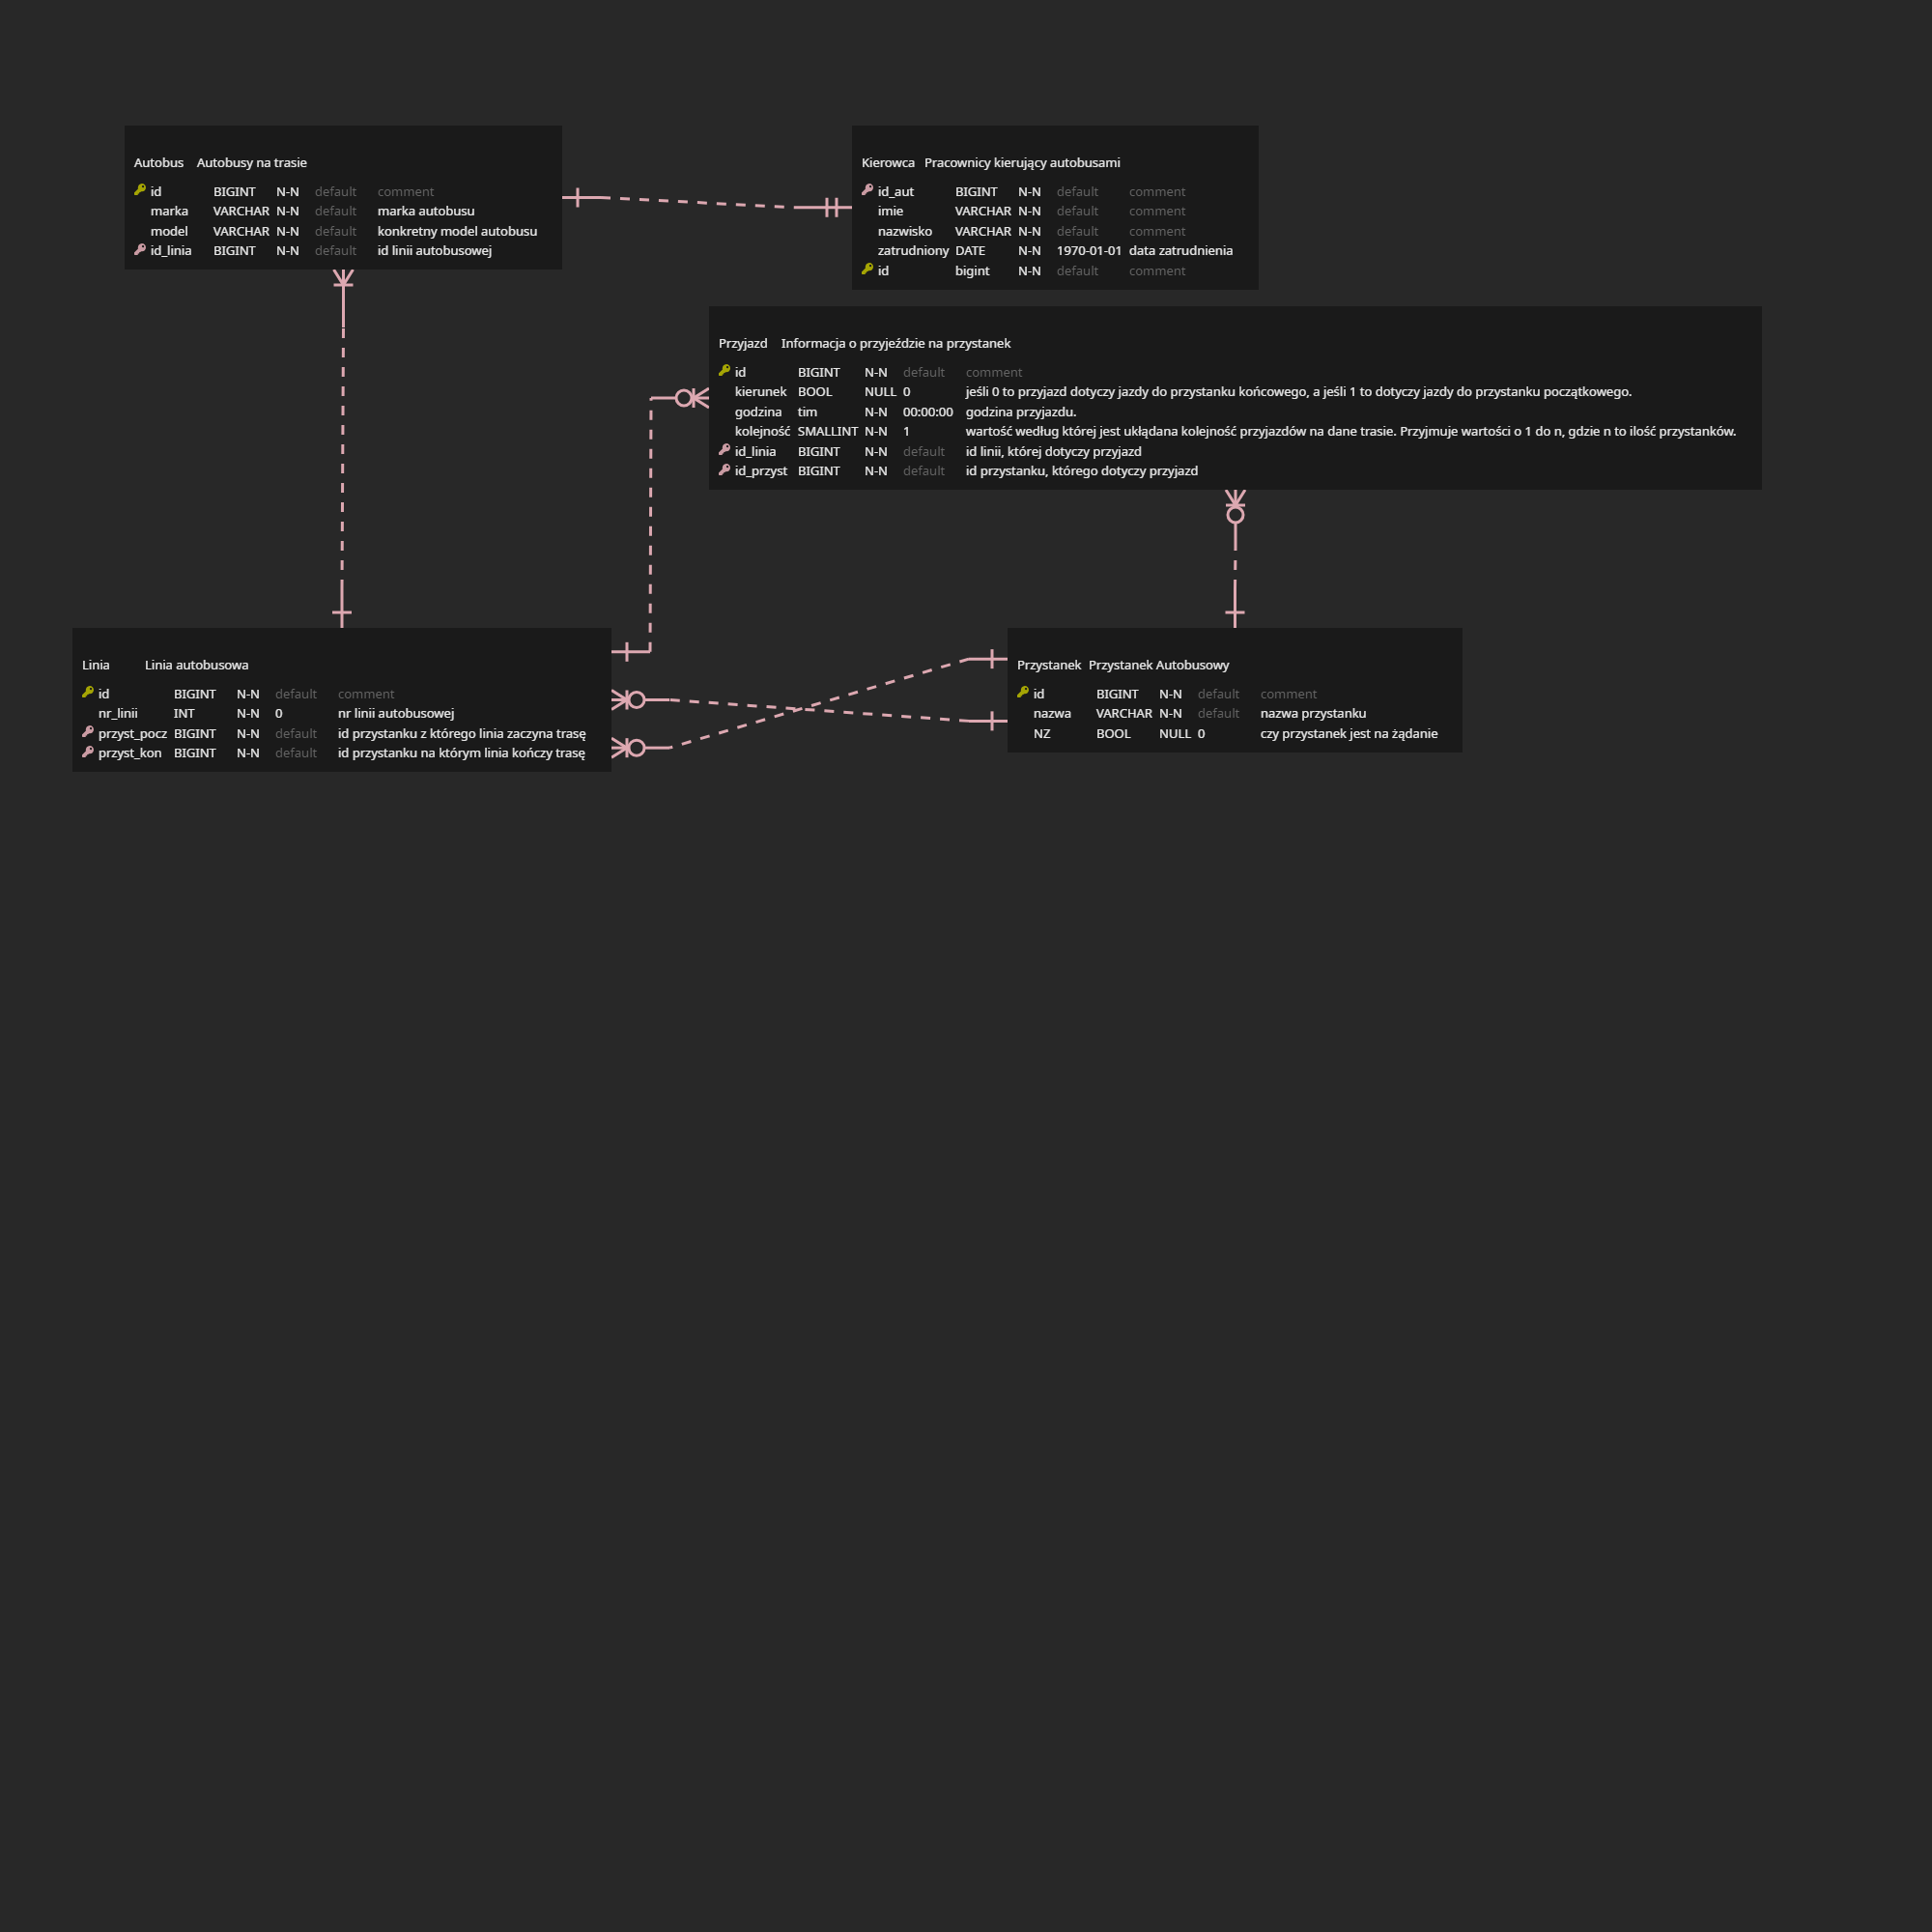 Autobus Autobusy na trasie
id BIGINT N-N default comment
marka VARCHAR N-N default marka autobusu
model VARCHAR N-N default konkretny model autobusu
id_linia BIGINT N-N default id linii autobusowej
Kierowca Pracownicy kierujący autobusami
id_aut BIGINT N-N default comment
imie VARCHAR N-N default comment
nazwisko VARCHAR N-N default comment
zatrudniony DATE N-N 1970-01-01 data zatrudnienia
id bigint N-N default comment
Przyjazd Informacja o przyjeździe na przystanek
id BIGINT N-N default comment
kierunek BOOL NULL 0 jeśli 0 to przyjazd dotyczy jazdy do przystanku końcowego, a jeśli 1 to dotyczy jazdy do przystanku początkowego.
godzina tim N-N 00:00:00 godzina przyjazdu.
kolejność SMALLINT N-N 1 wartość według której jest ukłądana kolejność przyjazdów na dane trasie. Przyjmuje wartości o 1 do n, gdzie n to ilość przystanków.
id_linia BIGINT N-N default id linii, której dotyczy przyjazd
id_przyst BIGINT N-N default id przystanku, którego dotyczy przyjazd
Linia Linia autobusowa
id BIGINT N-N default comment
nr_linii INT N-N 0 nr linii autobusowej
przyst_pocz BIGINT N-N default id przystanku z którego linia zaczyna trasę
przyst_kon BIGINT N-N default id przystanku na którym linia kończy trasę
Przystanek Przystanek Autobusowy
id BIGINT N-N default comment
nazwa VARCHAR N-N default nazwa przystanku
NZ BOOL NULL 0 czy przystanek jest na żądanie